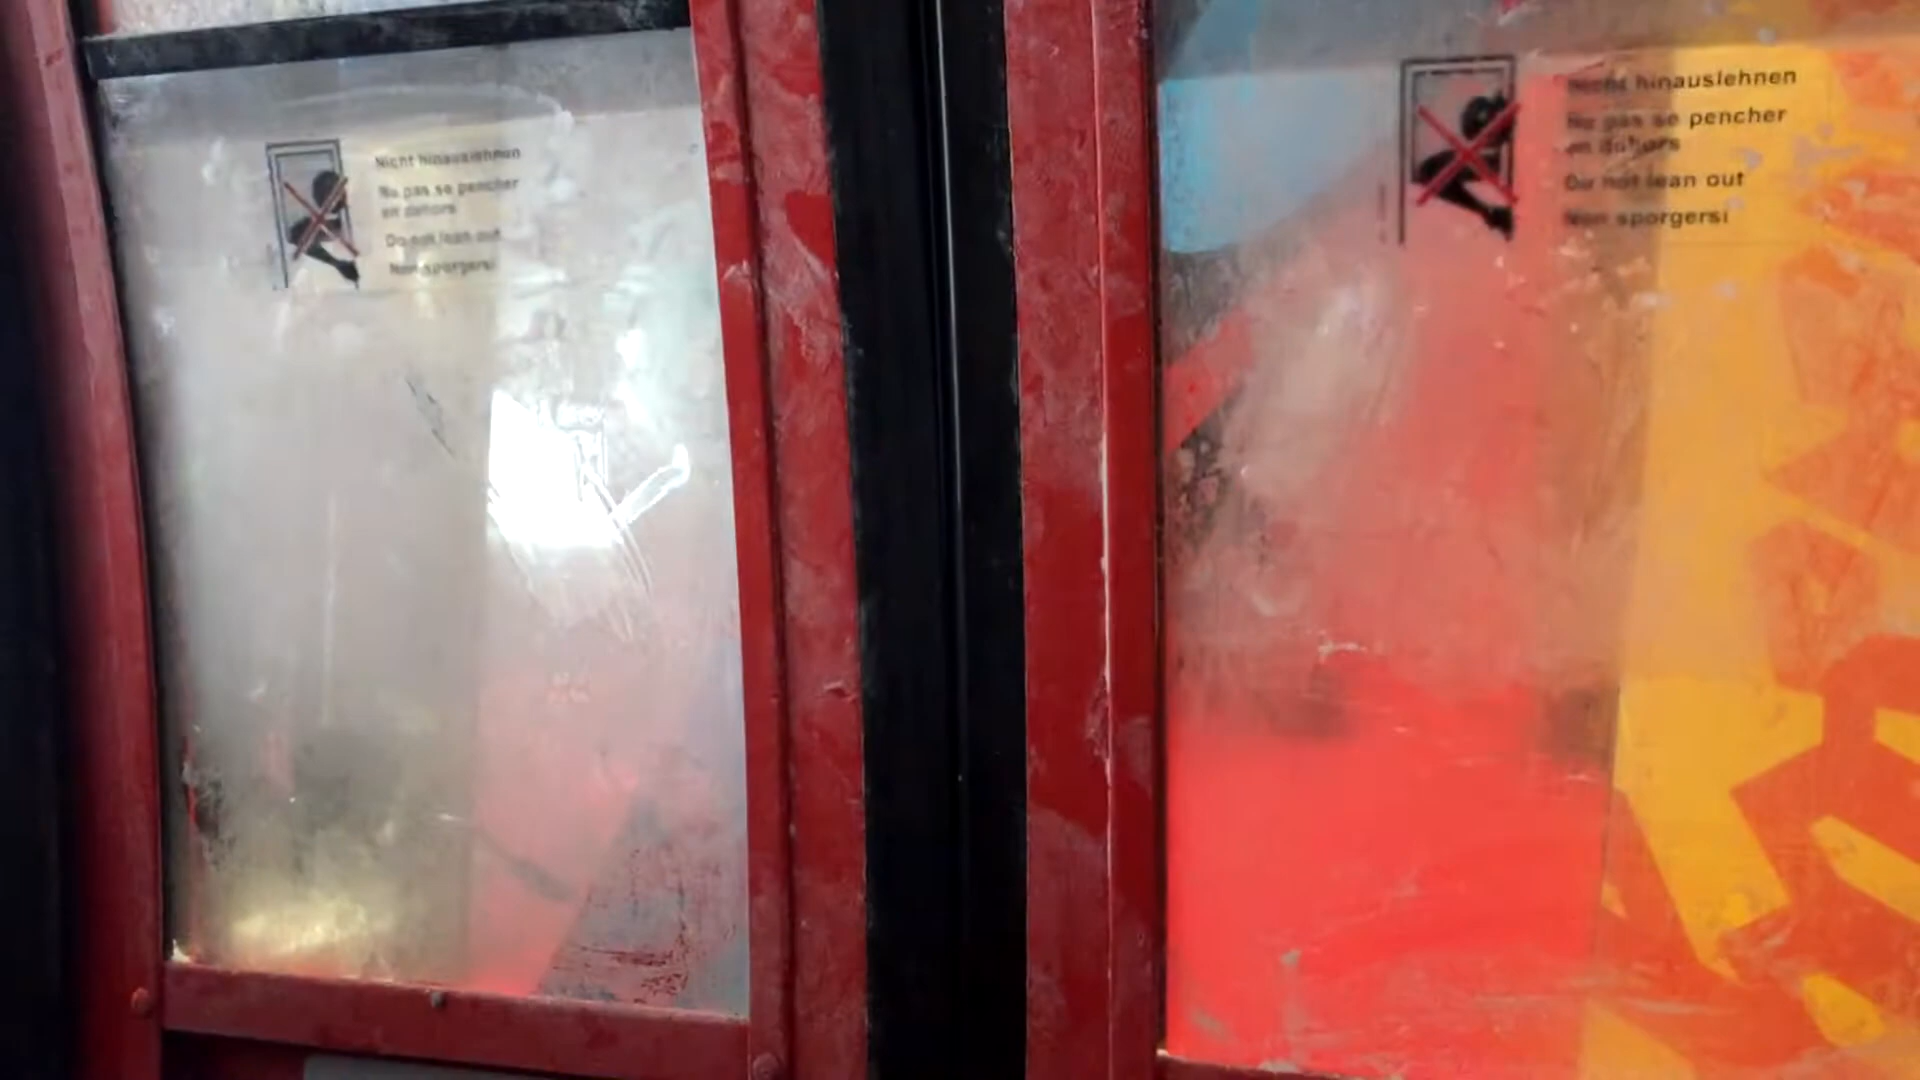 Nicht hinauslehnen
Ne pas se pencher
en dehors
Do not lean out
Non sporgersi
Nicht hinauslehnen
Ne pas se pencher
en dehors
Do not lean out
Non sporgersi